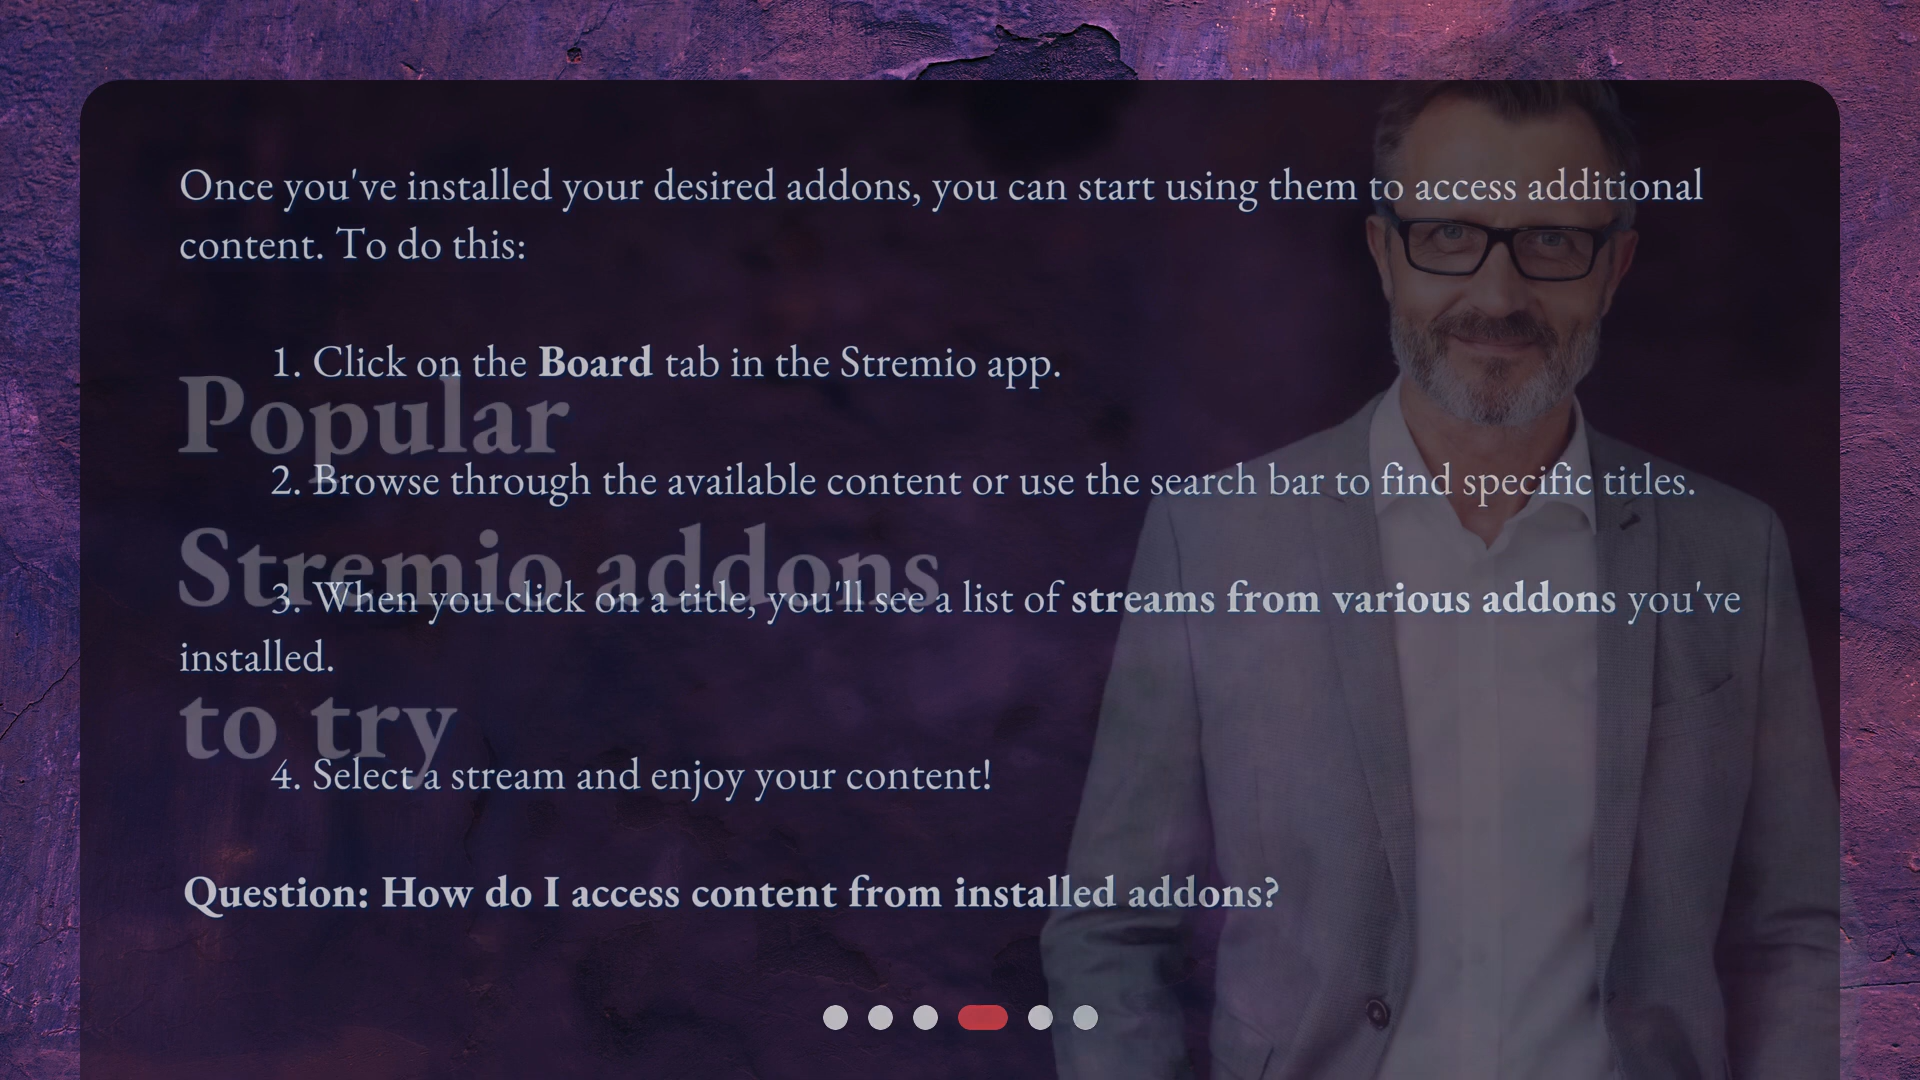 Once you've installed your desired addons, you can start using them to access additional
content. To do this:
1. Click on the Board tab in the Stremio app.
Popular
2. Browse through the available content or use the search bar to find specific titles.
Stremio addons
3. When you click on a title, you'll see a list of streams from various addons you've
installed.
to try
4. Select a stream and enjoy your content!
Question: How do I access content from installed addons?